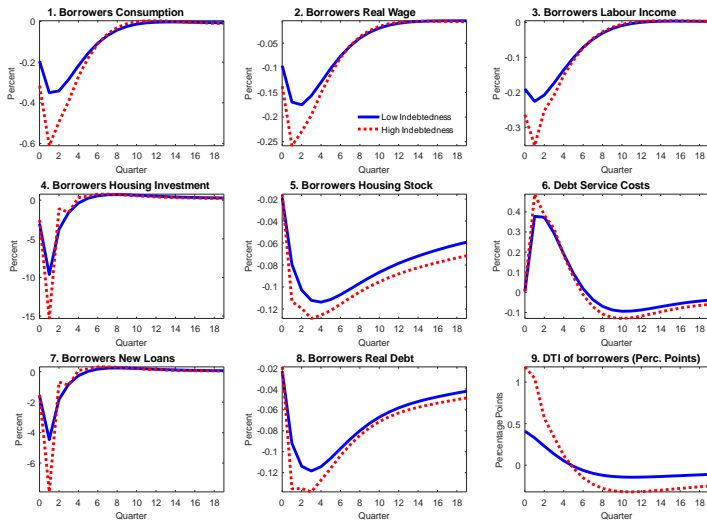 1. Borrowers Consumption
0
-0.2
-0.4
-0.6
Percent
0 2 4 6 8 10 12 14 16 18
Quarter
2. Borrowers Real Wage
-0.05
-0.1
-0.15
-0.2
-0.25
Percent
Low Indebtedness
High Indebtedness
0 2 4 6 8 10 12 14 16 18
Quarter
3. Borrowers Labour Income
0
-0.1
-0.2
-0.3
Percent
0 2 4 6 8 10 12 14 16 18
Quarter
4. Borrowers Housing Investment
0
-5
-10
-15
Percent
0 2 4 6 8 10 12 14 16 18
Quarter
5. Borrowers Housing Stock
-0.02
-0.04
-0.06
-0.08
-0.1
-0.12
Percent
0 2 4 6 8 10 12 14 16 18
Quarter
6. Debt Service Costs
0.4
0.3
0.2
0.1
0
-0.1
Percent
0 2 4 6 8 10 12 14 16 18
Quarter
7. Borrowers New Loans
0
-2
-4
-6
Percent
0 2 4 6 8 10 12 14 16 18
Quarter
8. Borrowers Real Debt
-0.02
-0.04
-0.06
-0.08
-0.1
-0.12
Percent
0 2 4 6 8 10 12 14 16 18
Quarter
9. DTI of borrowers (Perc. Points)
1
0.5
0
Percentage Points
0 2 4 6 8 10 12 14 16 18
Quarter